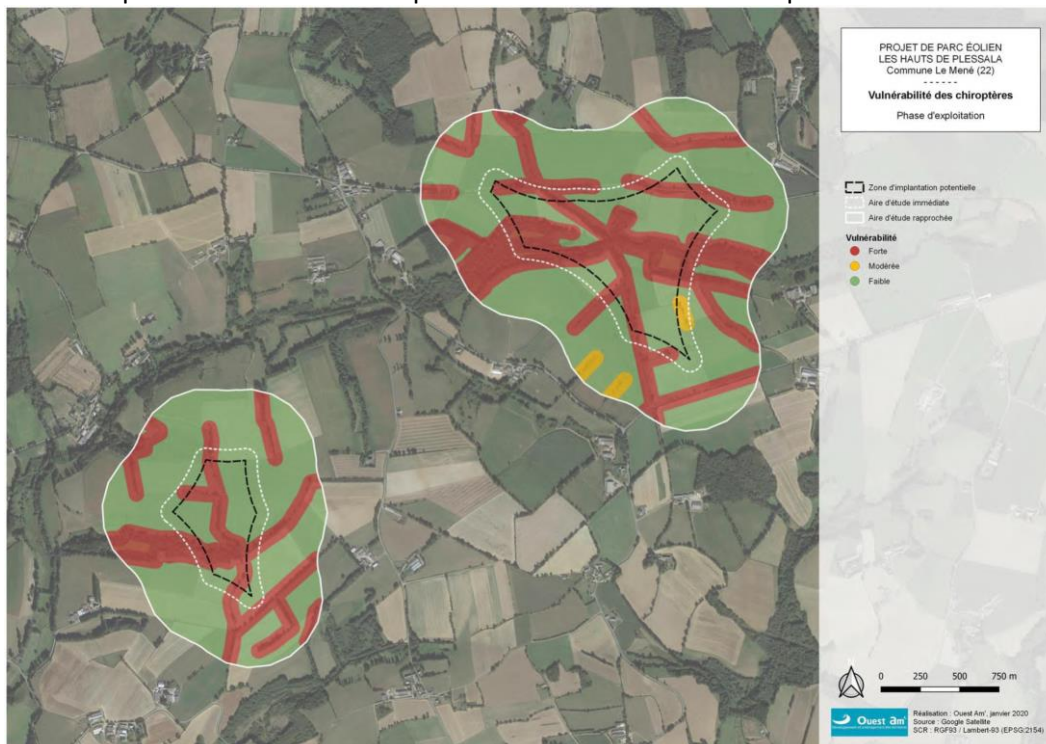 PROJET DE PARC ÉOLIEN
LES HAUTS DE PLESSALA
Commune Le Mené (22)
------
Vulnérabilité des chiroptères
Phase d'exploitation
Zone d'implantation potentielle
Aire d'étude immédiate
Aire d'étude rapprochée
Vulnérabilité
Forte
Modérée
Faible
0 250 500 750 m
Ouest Am'
Réalisation : Ouest Am', janvier 2020
Source : Google Satellite
SCR : RGF93 / Lambert-93 (EPSG:2154)